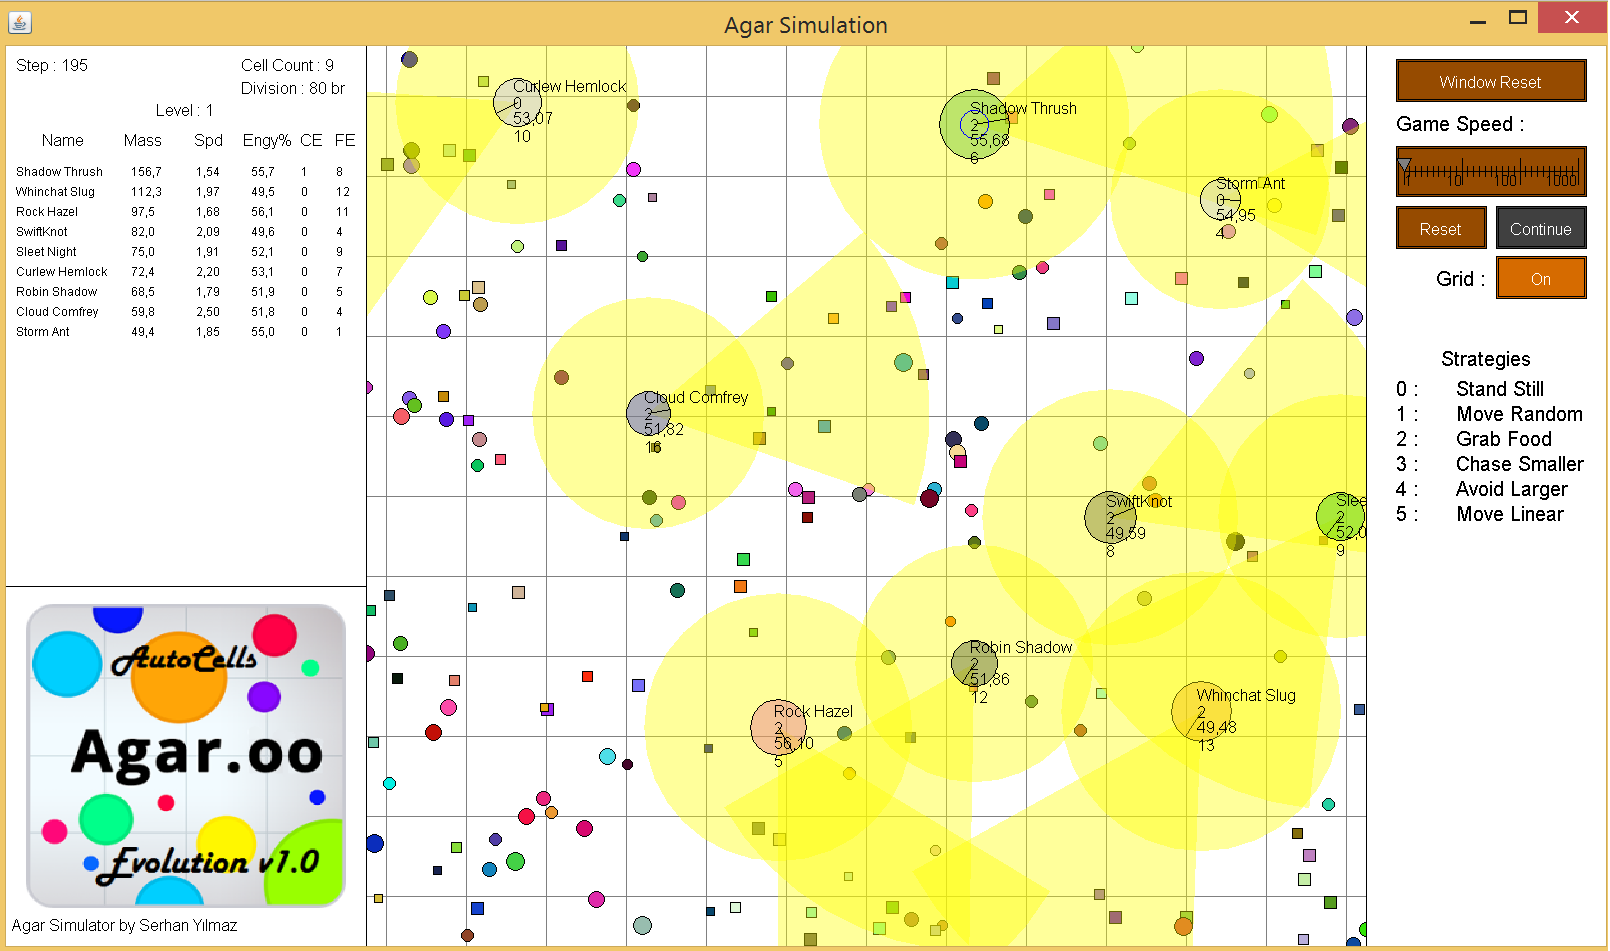 Agar Simulation
Step : 195
Cell Count : 9
Division : 80 br
Level : 1
Name Mass Spd Engy% CE FE
Shadow Thrush 156,7 1,54 55,7 1 8
Whinchat Slug 112,3 1,97 49,5 0 12
Rock Hazel 97,5 1,68 56,1 0 11
SwiftKnot 82,0 2,09 49,6 0 4
Sleet Night 75,0 1,91 52,1 0 9
Curlew Hemlock 72,4 2,20 53,1 0 7
Robin Shadow 68,5 1,79 51,9 0 5
Cloud Comfrey 59,8 2,50 51,8 0 4
Storm Ant 49,4 1,85 55,0 0 1
AutoCells
Agar.oo
Evolution v1.0
Agar Simulator by Serhan Yılmaz
Curlew Hemlock
0
53,07
10
Shadow Thrush
2
55,68
6
Storm Ant
0
54,95
4
Cloud Comfrey
2
51,82
16
SwiftKnot
2
49,59
8
Slee
2
52,0
9
Robin Shadow
2
51,86
12
Whinchat Slug
2
49,48
13
Rock Hazel
2
56,10
5
Window Reset
Game Speed :
1 10 100 1000
Reset Continue
Grid : On
Strategies
0 : Stand Still
1 : Move Random
2 : Grab Food
3 : Chase Smaller
4 : Avoid Larger
5 : Move Linear